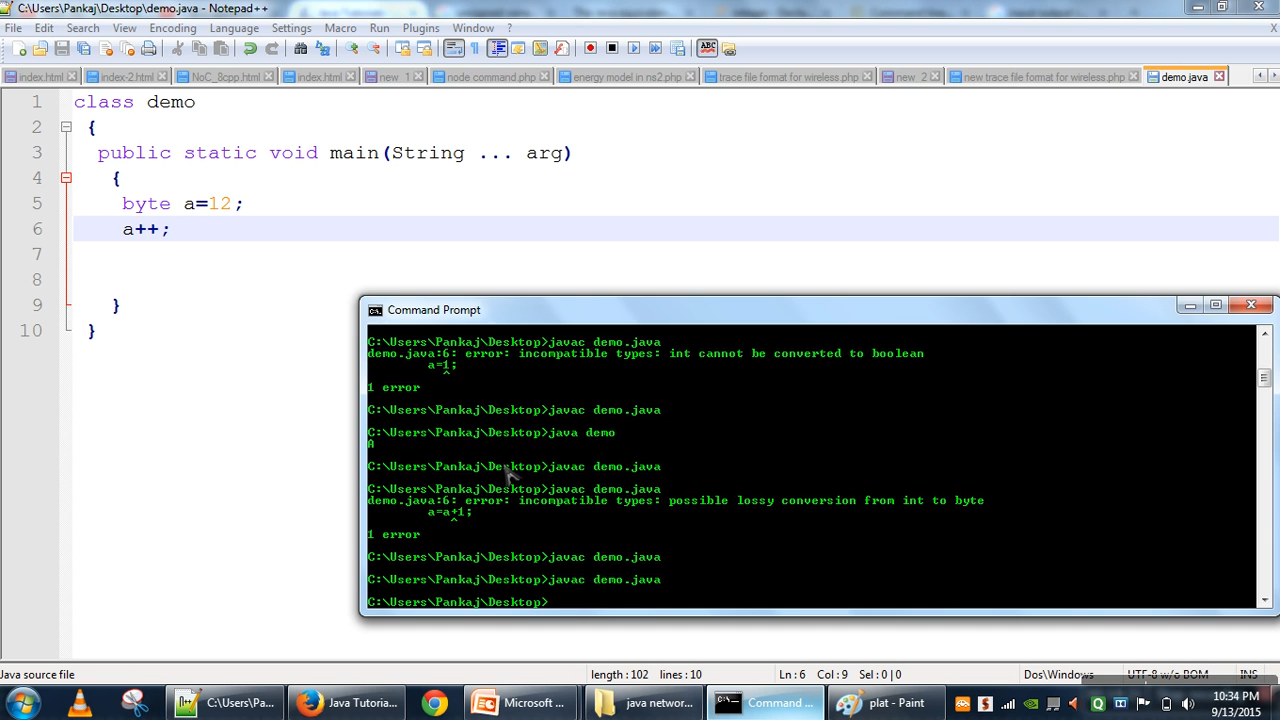 C:\Users\Pankaj\Desktop\demo.java - Notepad++
File Edit Search View Encoding Language Settings Macro Run Plugins Window ?
X
index.html index-2.html NoC_8cpp.html index.html new 1 node command.php energy model in ns2.php trace file format for wireless.php new 2 new trace file format for wireless.php demo.java
1 class demo
2 {
3 public static void main(String ... arg)
4 {
5 byte a=12;
6 a++;
7
8
9 }
10 }
Command Prompt
C:\Users\Pankaj\Desktop>javac demo.java
demo.java:6: error: incompatible types: int cannot be converted to boolean
a=1;
^
1 error
C:\Users\Pankaj\Desktop>javac demo.java
C:\Users\Pankaj\Desktop>java demo
A
C:\Users\Pankaj\Desktop>javac demo.java
C:\Users\Pankaj\Desktop>javac demo.java
demo.java:6: error: incompatible types: possible lossy conversion from int to byte
a=a+1;
^
1 error
C:\Users\Pankaj\Desktop>javac demo.java
C:\Users\Pankaj\Desktop>javac demo.java
C:\Users\Pankaj\Desktop>
Java source file length : 102 lines : 10 Ln : 6 Col : 9 Sel : 0 | 0 Dos\Windows UTF-8 w/o BOM INS
C:\Users\Pa... Java Tutoria... Microsoft ... java networ... Command ... plat - Paint
10:34 PM
9/13/2015